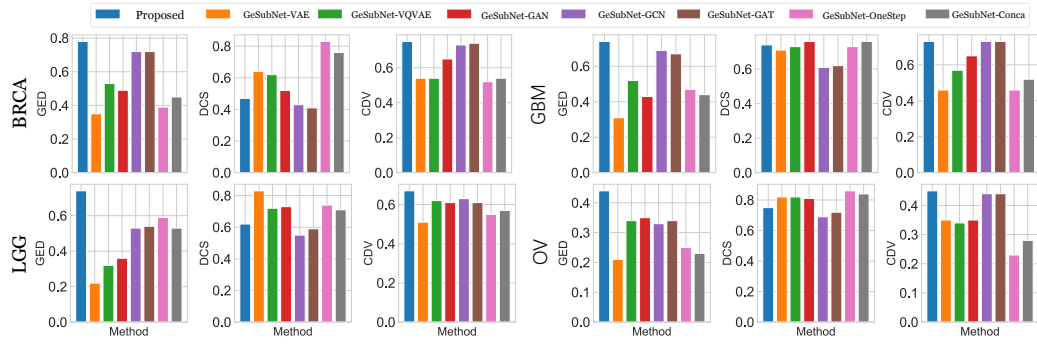 Proposed GeSubNet-VAE GeSubNet-VQVAE GeSubNet-GAN GeSubNet-GCN GeSubNet-GAT GeSubNet-OneStep GeSubNet-Conca
BRCA
GED
0.8
0.6
0.4
0.2
0.0
DCS
0.8
0.6
0.4
0.2
0.0
CDV
0.6
0.4
0.2
0.0
GBM
GED
0.6
0.4
0.2
0.0
DCS
0.6
0.4
0.2
0.0
CDV
0.6
0.4
0.2
0.0
LGG
GED
0.6
0.4
0.2
0.0
Method
DCS
0.8
0.6
0.4
0.2
0.0
Method
CDV
0.6
0.4
0.2
0.0
Method
OV
GED
0.4
0.3
0.2
0.1
0.0
Method
DCS
0.8
0.6
0.4
0.2
0.0
Method
CDV
0.4
0.3
0.2
0.1
0.0
Method